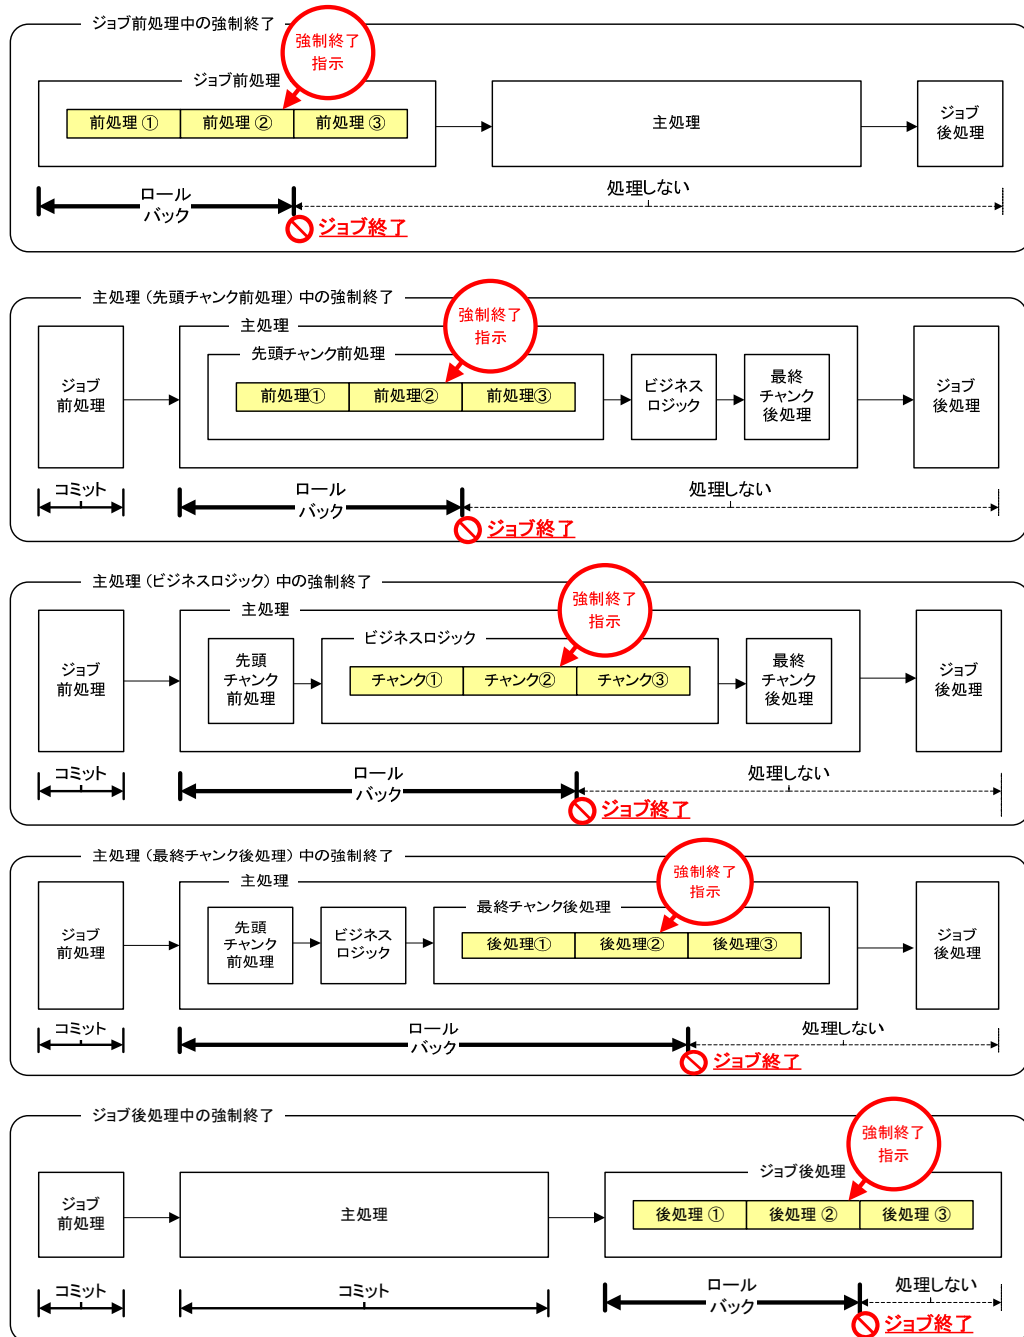 ジョブ前処理中の強制終了
強制終了
指示
ジョブ前処理
前処理 ①
前処理 ②
前処理 ③
主処理
ジョブ
後処理
ロール
バック
処理しない
ジョブ終了
主処理（先頭チャンク前処理）中の強制終了
強制終了
指示
主処理
先頭チャンク前処理
ジョブ
前処理
前処理①
前処理②
前処理③
ビジネス
ロジック
最終
チャンク
後処理
ジョブ
後処理
コミット
ロール
バック
処理しない
ジョブ終了
主処理（ビジネスロジック）中の強制終了
強制終了
指示
主処理
ビジネスロジック
ジョブ
前処理
先頭
チャンク
前処理
チャンク①
チャンク②
チャンク③
最終
チャンク
後処理
ジョブ
後処理
コミット
ロール
バック
処理しない
ジョブ終了
主処理（最終チャンク後処理）中の強制終了
強制終了
指示
主処理
最終チャンク後処理
ジョブ
前処理
先頭
チャンク
前処理
ビジネス
ロジック
後処理①
後処理②
後処理③
ジョブ
後処理
コミット
ロール
バック
処理しない
ジョブ終了
ジョブ後処理中の強制終了
強制終了
指示
ジョブ後処理
ジョブ
前処理
主処理
後処理 ①
後処理 ②
後処理 ③
コミット
コミット
ロール
バック
処理しない
ジョブ終了